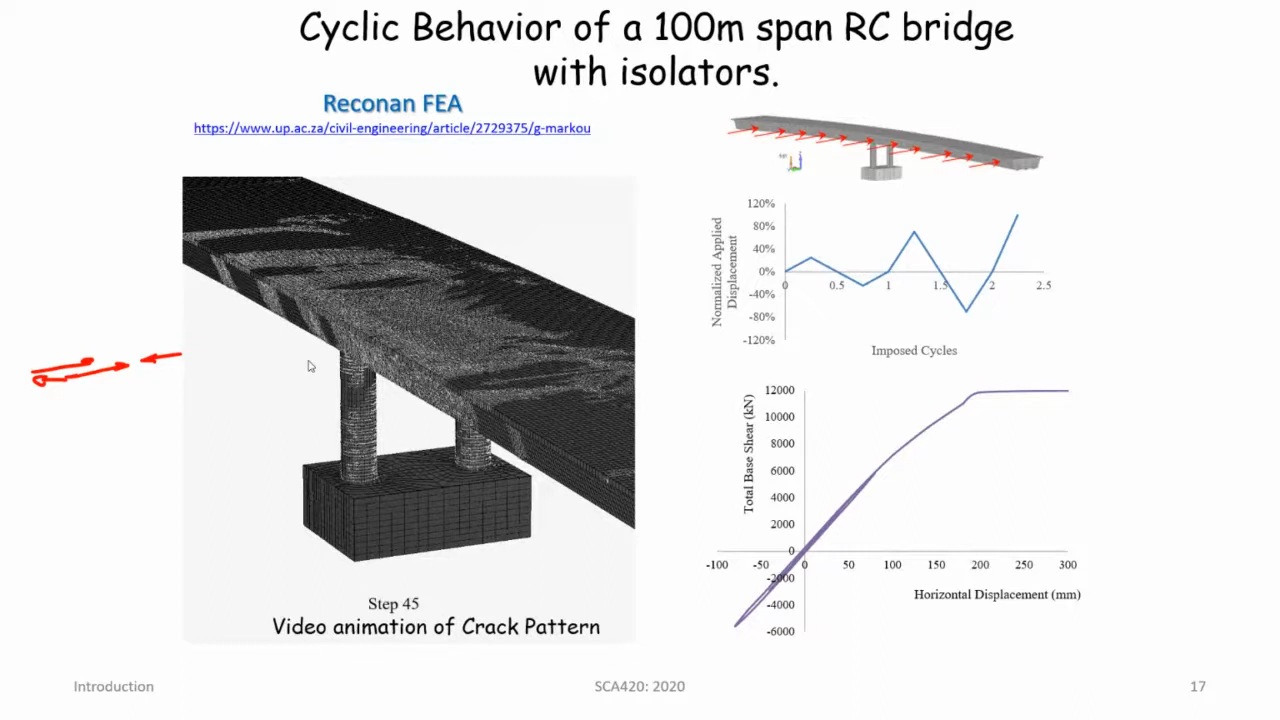 Cyclic Behavior of a 100m span RC bridge
with isolators.
Reconan FEA
https://www.up.ac.za/civil-engineering/article/2729375/g-markou
Step 45
Video animation of Crack Pattern
120%
80%
40%
0%
-40%
-80%
-120%
Normalized Applied
Displacement
0 0.5 1 1.5 2 2.5
Imposed Cycles
12000
10000
8000
6000
4000
2000
0
-2000
-4000
-6000
Total Base Shear (kN)
-100 -50 0 50 100 150 200 250 300
Horizontal Displacement (mm)
Introduction
SCA420: 2020
17